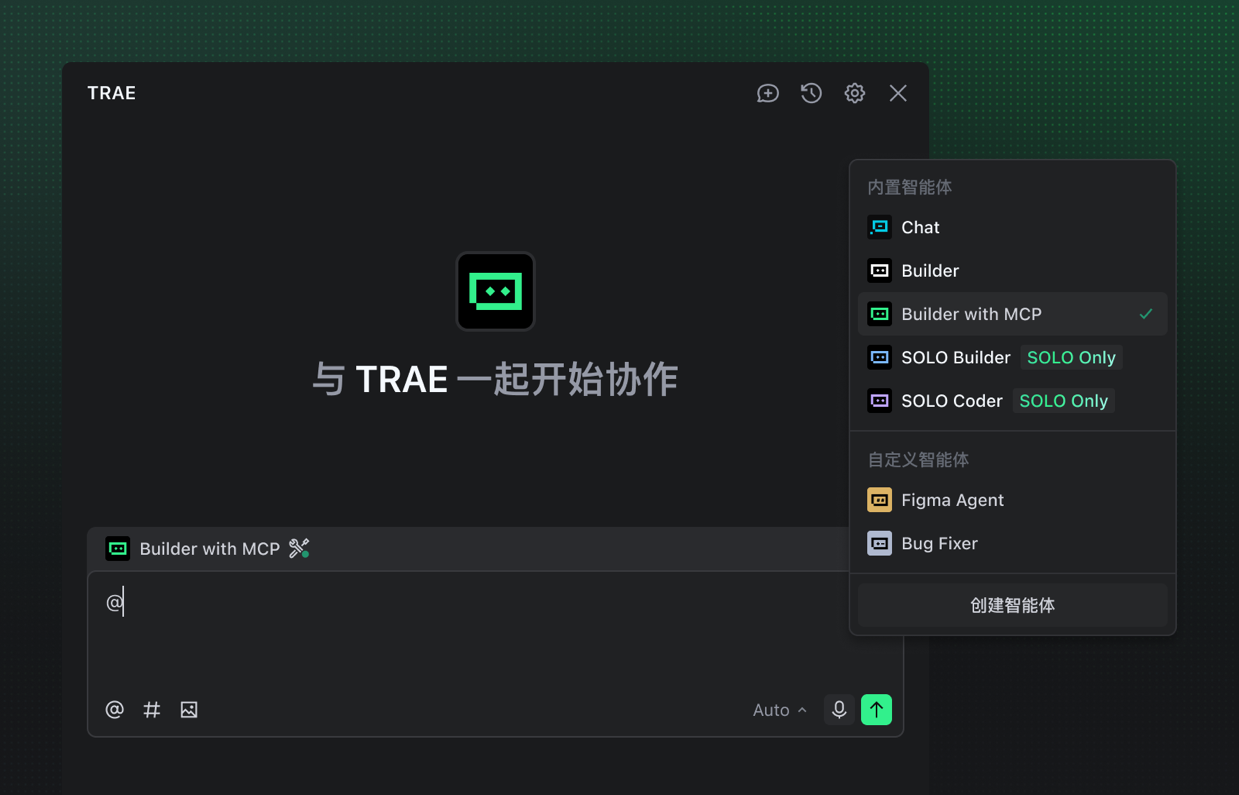 TRAE
与 TRAE 一起开始协作
Builder with MCP
@
Auto
内置智能体
Chat
Builder
Builder with MCP
SOLO Builder SOLO Only
SOLO Coder SOLO Only
自定义智能体
Figma Agent
Bug Fixer
创建智能体